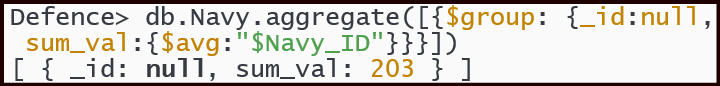 Defence> db.Navy.aggregate([{$group: {_id:null,
sum_val:{$avg:"$Navy_ID"}}}])
[ { _id: null, sum_val: 203 } ]